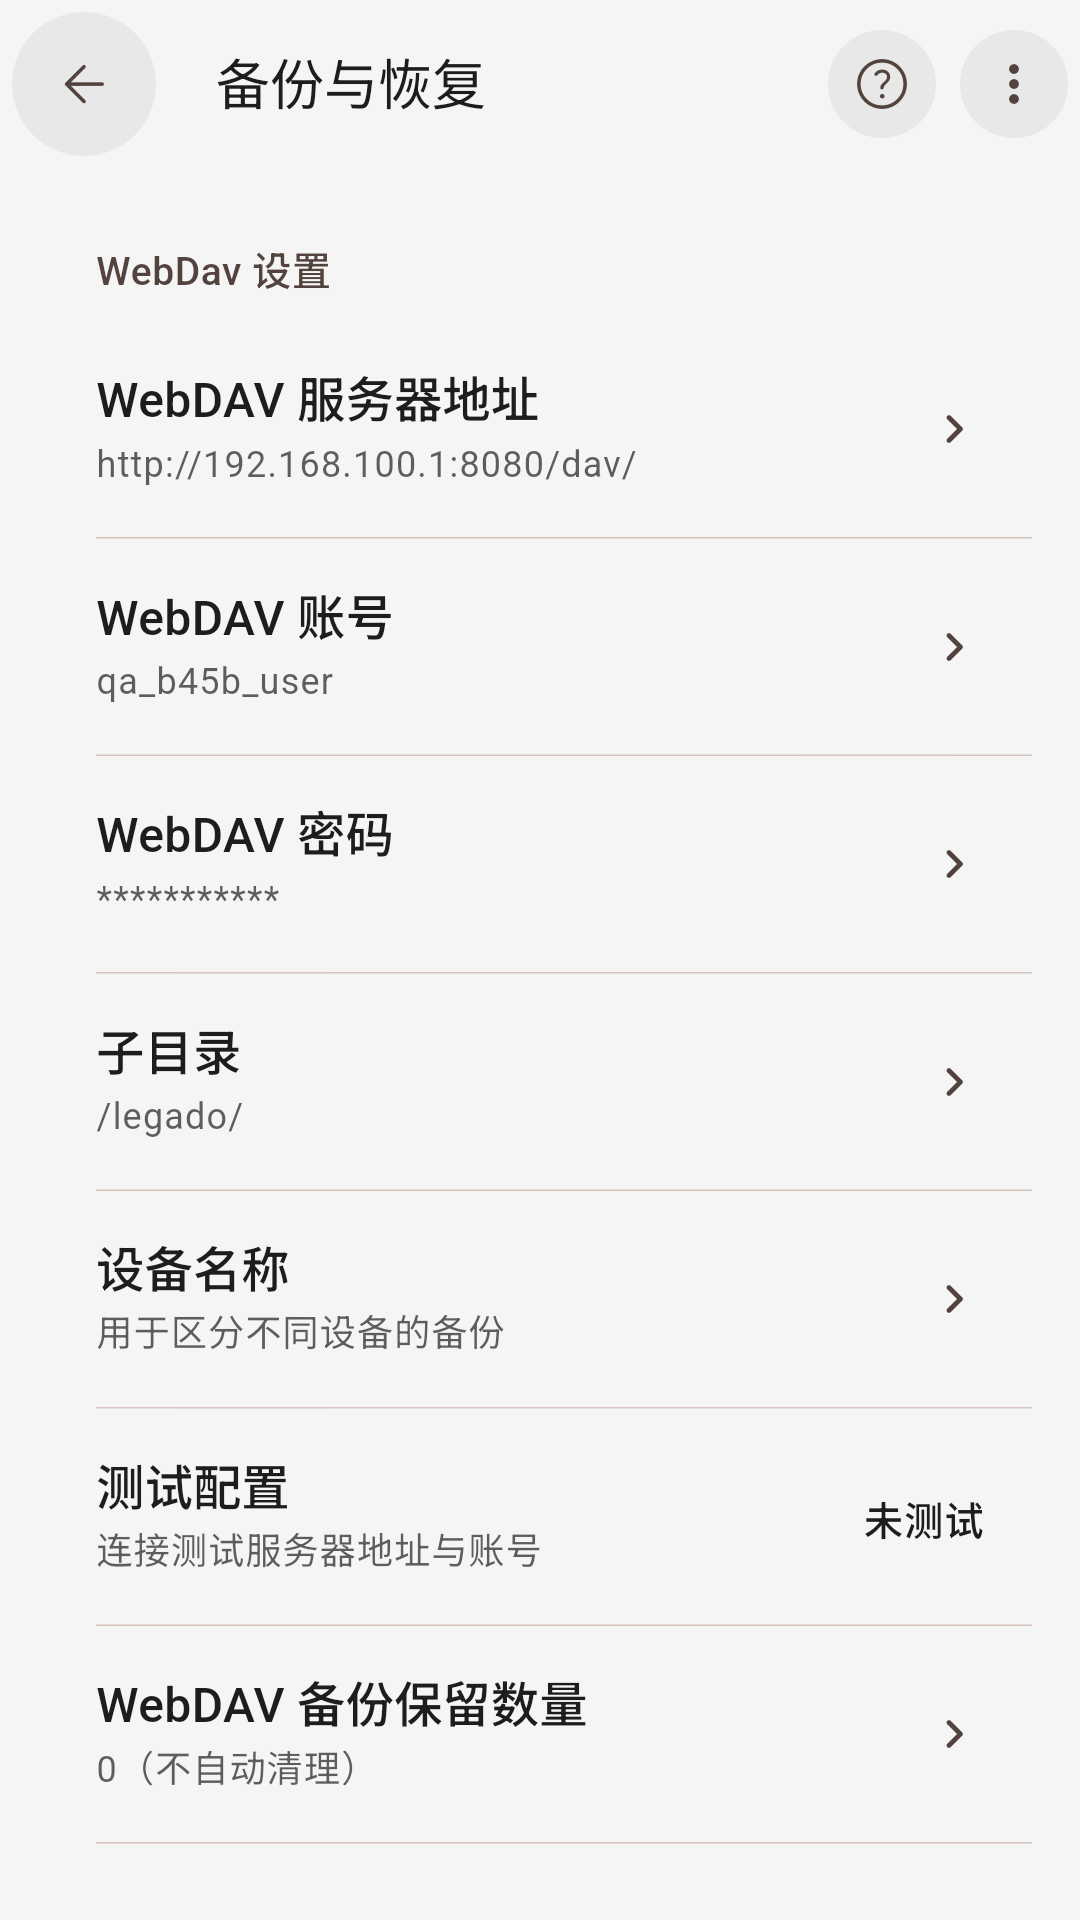 备份与恢复
WebDav 设置
WebDAV 服务器地址
http://192.168.100.1:8080/dav/
WebDAV 账号
qa_b45b_user
WebDAV 密码
***********
子目录
/legado/
设备名称
用于区分不同设备的备份
测试配置
未测试
连接测试服务器地址与账号
WebDAV 备份保留数量
0（不自动清理）